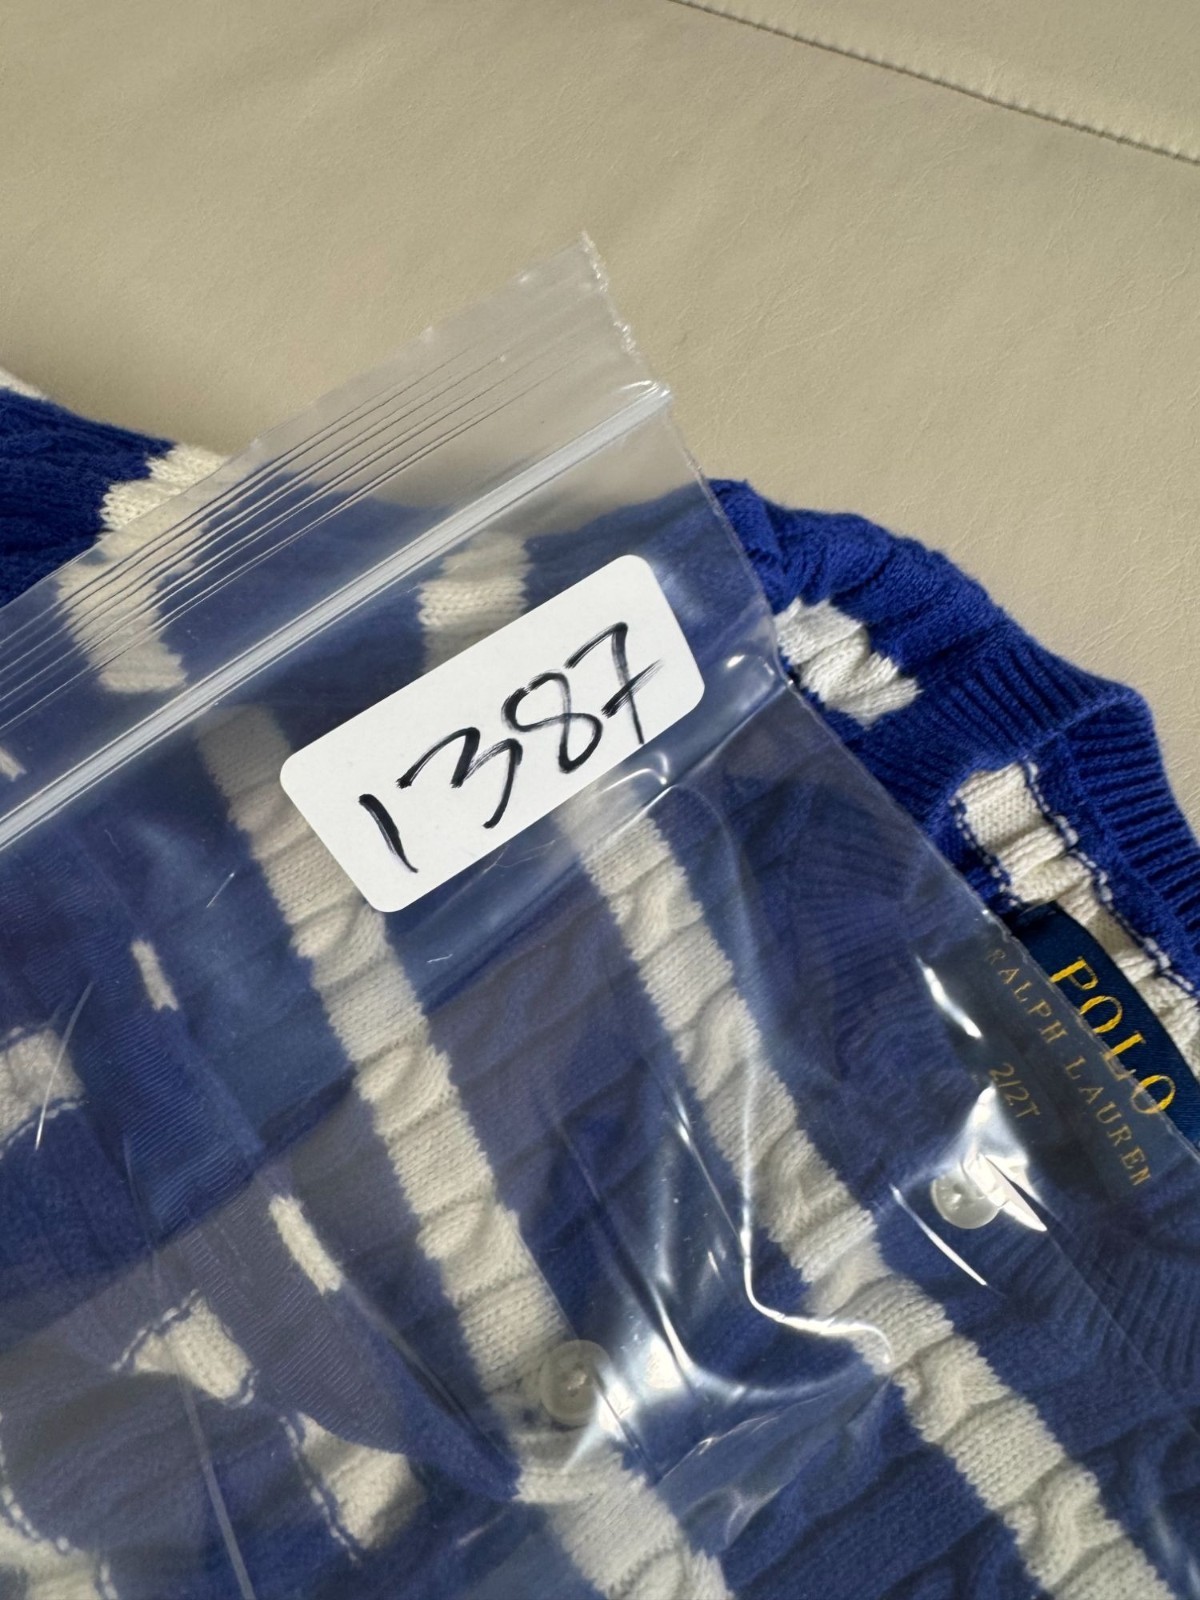 1387
POLO
RALPH LAUREN
2/2T